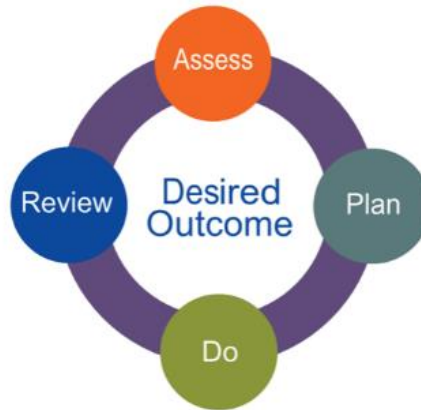 Assess
Review
Desired
Outcome
Plan
Do